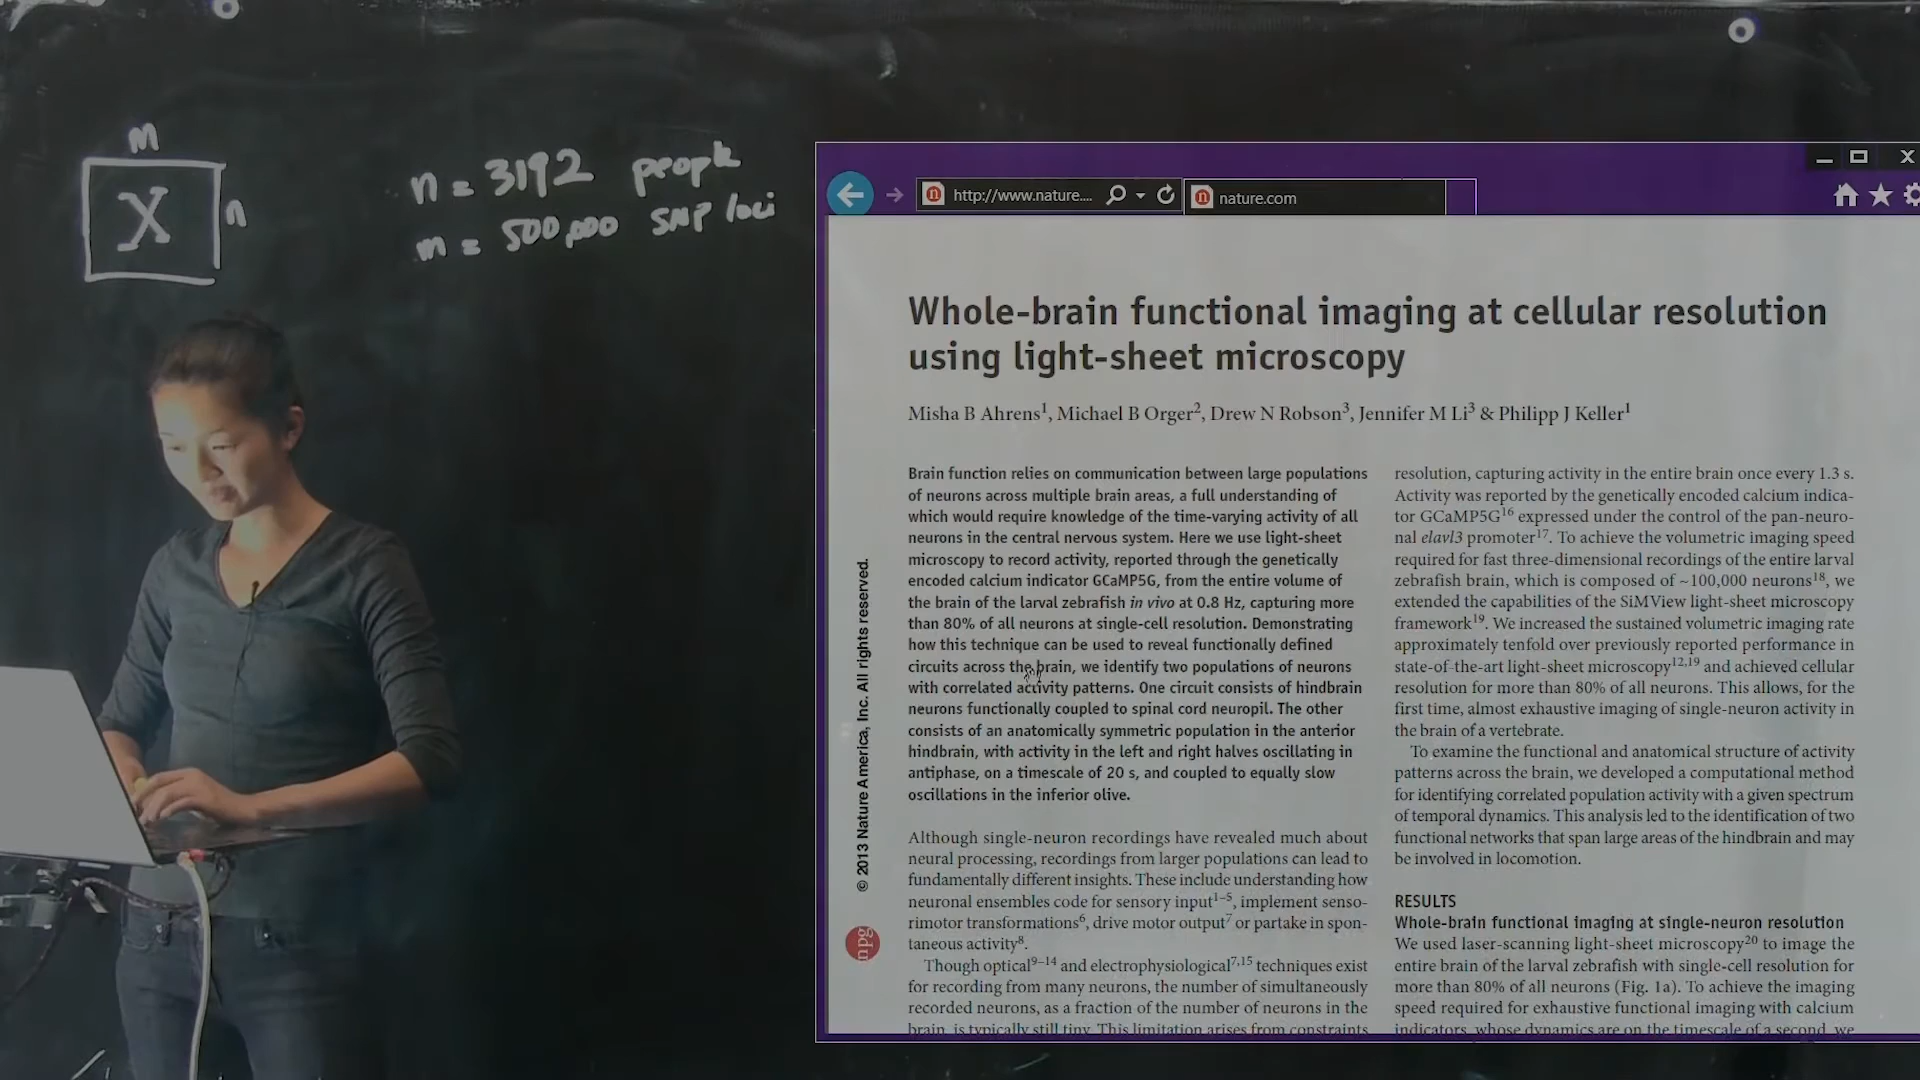 m
X n
n = 3192 people
m = 500,000 SNP loci
http://www.nature....
nature.com
Whole-brain functional imaging at cellular resolution
using light-sheet microscopy
Misha B Ahrens1, Michael B Orger2, Drew N Robson3, Jennifer M Li3 & Philipp J Keller1
Brain function relies on communication between large populations
of neurons across multiple brain areas, a full understanding of
which would require knowledge of the time-varying activity of all
neurons in the central nervous system. Here we use light-sheet
microscopy to record activity, reported through the genetically
encoded calcium indicator GCaMP5G, from the entire volume of
the brain of the larval zebrafish in vivo at 0.8 Hz, capturing more
than 80% of all neurons at single-cell resolution. Demonstrating
how this technique can be used to reveal functionally defined
circuits across the brain, we identify two populations of neurons
with correlated activity patterns. One circuit consists of hindbrain
neurons functionally coupled to spinal cord neuropil. The other
consists of an anatomically symmetric population in the anterior
hindbrain, with activity in the left and right halves oscillating in
antiphase, on a timescale of 20 s, and coupled to equally slow
oscillations in the inferior olive.
Although single-neuron recordings have revealed much about
neural processing, recordings from larger populations can lead to
fundamentally different insights. These include understanding how
neuronal ensembles code for sensory input1–5, implement senso-
rimotor transformations6, drive motor output7 or partake in spon-
taneous activity8.
Though optical9–14 and electrophysiological7,15 techniques exist
for recording from many neurons, the number of simultaneously
recorded neurons, as a fraction of the number of neurons in the
brain, is typically still tiny. This limitation arises from constraints
resolution, capturing activity in the entire brain once every 1.3 s.
Activity was reported by the genetically encoded calcium indica-
tor GCaMP5G16 expressed under the control of the pan-neuro-
nal elavl3 promoter17. To achieve the volumetric imaging speed
required for fast three-dimensional recordings of the entire larval
zebrafish brain, which is composed of ~100,000 neurons18, we
extended the capabilities of the SiMView light-sheet microscopy
framework19. We increased the sustained volumetric imaging rate
approximately tenfold over previously reported performance in
state-of-the-art light-sheet microscopy12,19 and achieved cellular
resolution for more than 80% of all neurons. This allows, for the
first time, almost exhaustive imaging of single-neuron activity in
the brain of a vertebrate.
To examine the functional and anatomical structure of activity
patterns across the brain, we developed a computational method
for identifying correlated population activity with a given spectrum
of temporal dynamics. This analysis led to the identification of two
functional networks that span large areas of the hindbrain and may
be involved in locomotion.
RESULTS
Whole-brain functional imaging at single-neuron resolution
We used laser-scanning light-sheet microscopy20 to image the
entire brain of the larval zebrafish with single-cell resolution for
more than 80% of all neurons (Fig. 1a). To achieve the imaging
speed required for exhaustive functional imaging with calcium
indicators, whose dynamics are on the timescale of a second, we
© 2013 Nature America, Inc. All rights reserved.
npg